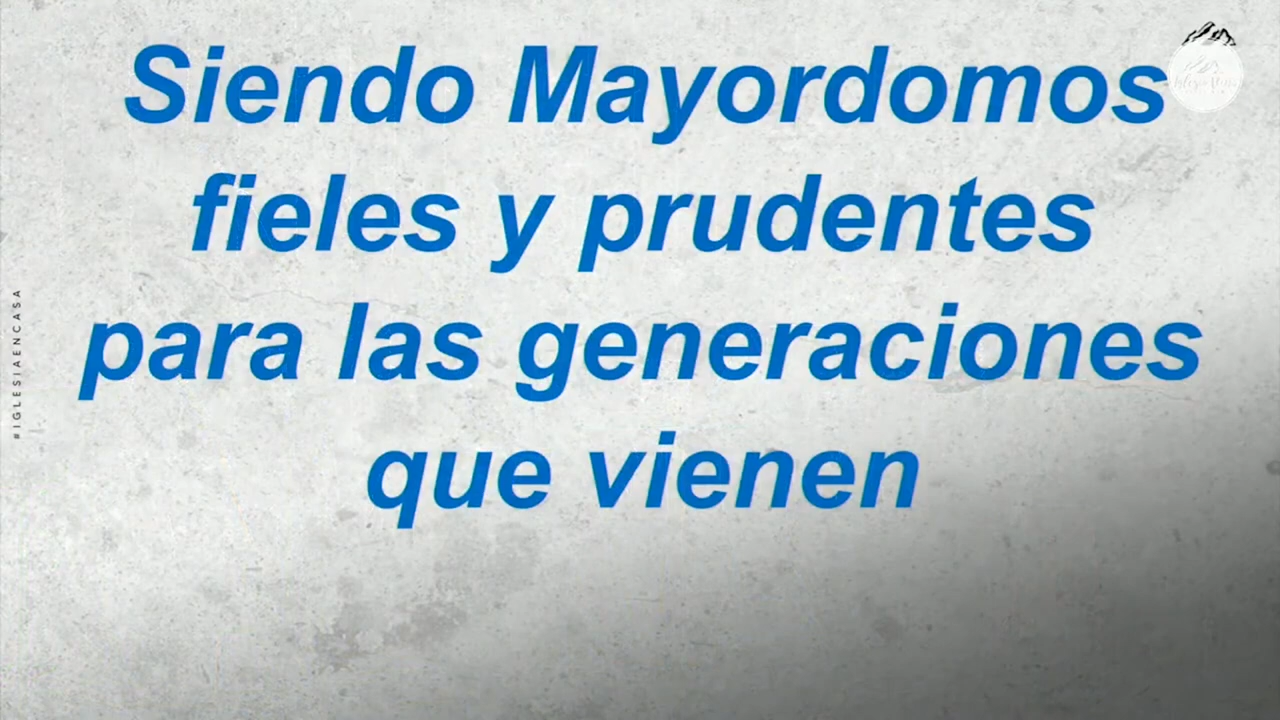 Siendo Mayordomos
fieles y prudentes
para las generaciones
que vienen
#IGLESIAENCASA